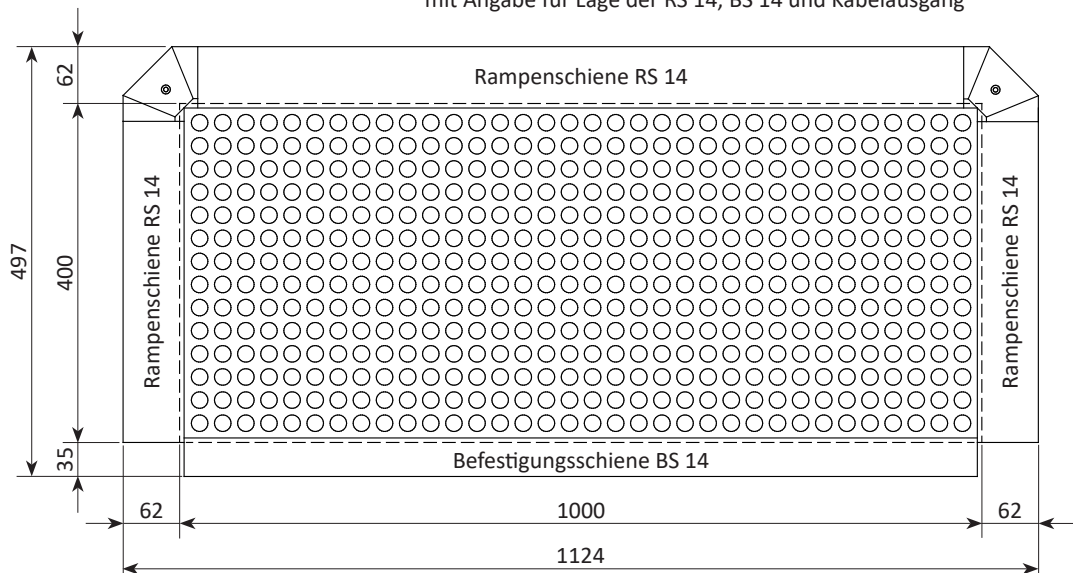 mit Angabe für Lage der RS 14, BS 14 und Kabelausgang
62
Rampenschiene RS 14
497
400
Rampenschiene RS 14
Rampenschiene RS 14
35
Befestigungsschiene BS 14
62
1000
62
1124